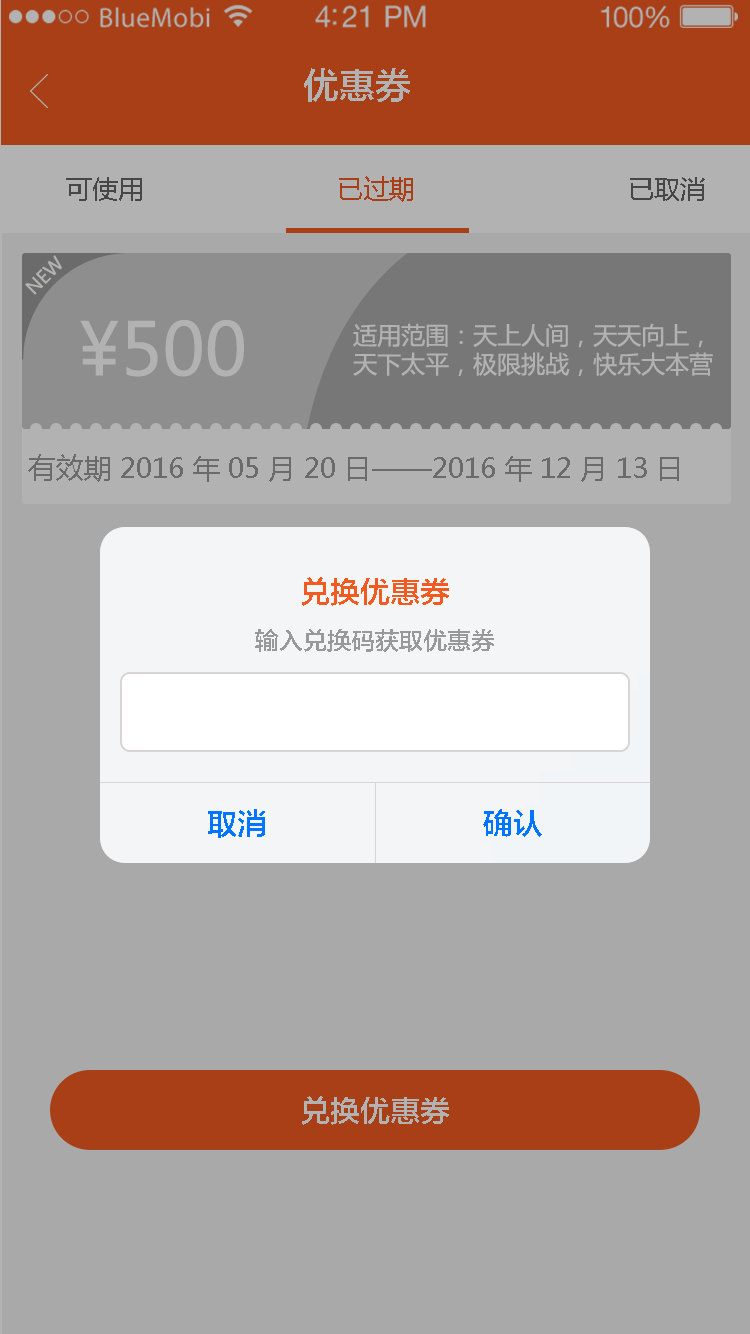 BlueMobi 4:21 PM 100%
优惠券
可使用 已过期 已取消
NEW
¥500
适用范围：天上人间，天天向上，
天下太平，极限挑战，快乐大本营
有效期 2016 年 05 月 20 日——2016 年 12 月 13 日
兑换优惠券
输入兑换码获取优惠券
取消 确认
兑换优惠券